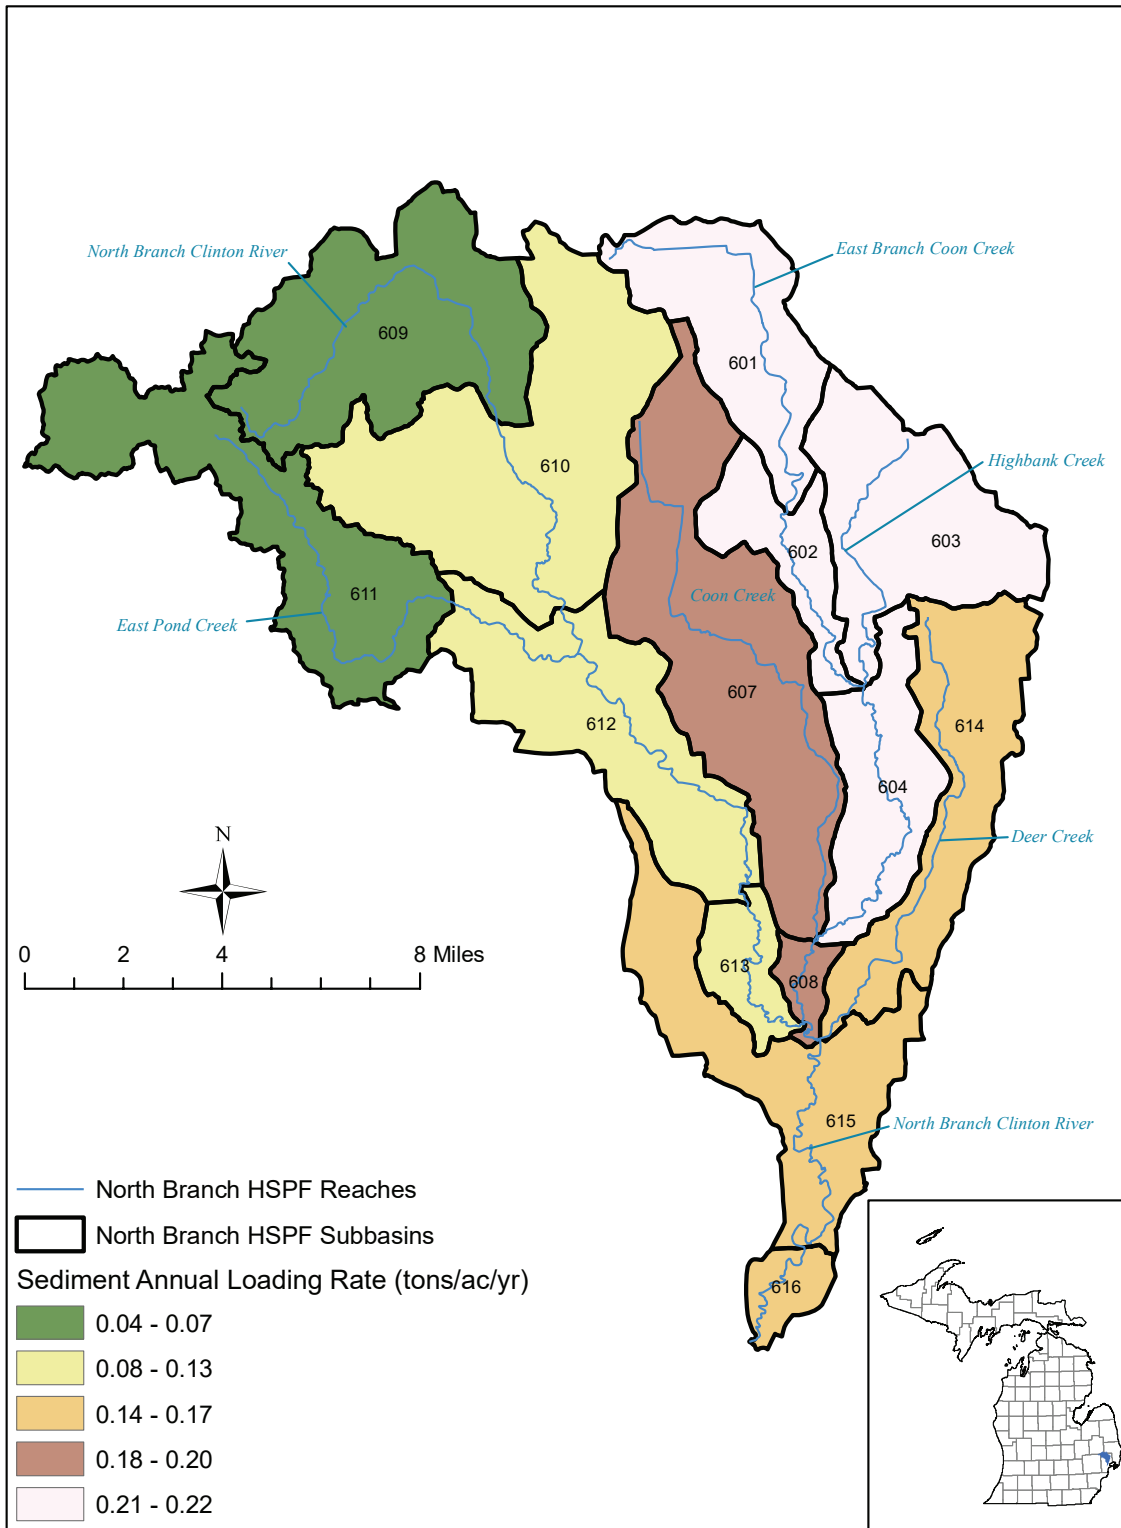 North Branch Clinton River
East Branch Coon Creek
609
601
610
Highbank Creek
602
603
611
Coon Creek
East Pond Creek
607
612
614
604
N
Deer Creek
0 2 4 8 Miles
613
608
615
North Branch Clinton River
616
North Branch HSPF Reaches
North Branch HSPF Subbasins
Sediment Annual Loading Rate (tons/ac/yr)
0.04 - 0.07
0.08 - 0.13
0.14 - 0.17
0.18 - 0.20
0.21 - 0.22